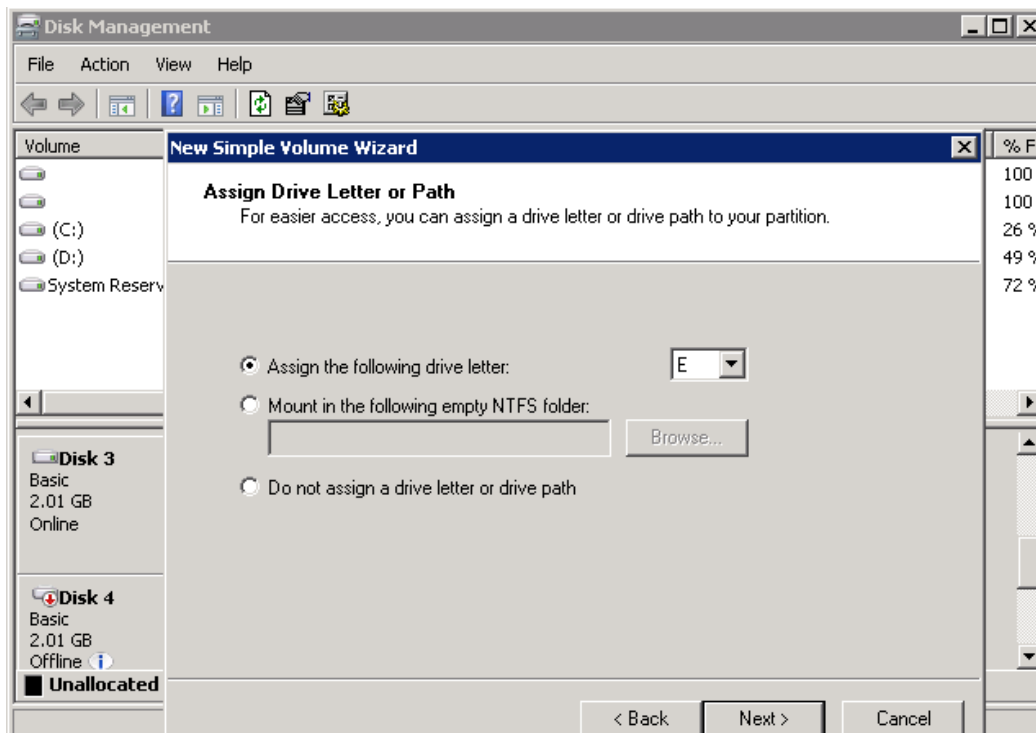 Disk Management
File Action View Help
Volume % F
New Simple Volume Wizard
100
100
(C:) 26 %
(D:) 49 %
System Reserv 72 %
Assign Drive Letter or Path
For easier access, you can assign a drive letter or drive path to your partition.
Assign the following drive letter: E
Mount in the following empty NTFS folder:
Browse...
Do not assign a drive letter or drive path
Disk 3
Basic
2.01 GB
Online
Disk 4
Basic
2.01 GB
Offline
Unallocated
< Back Next > Cancel